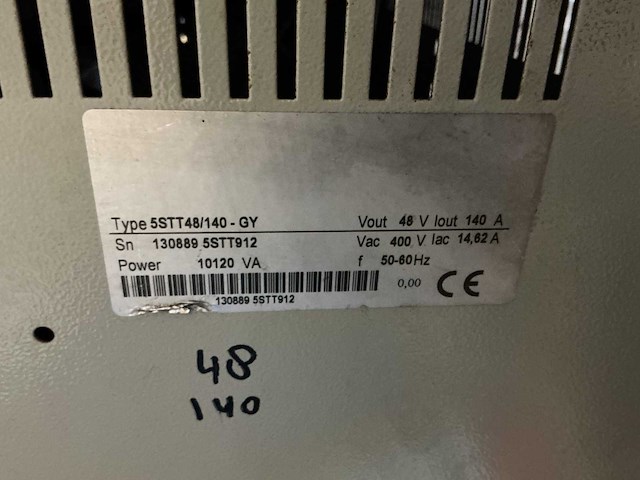 Type 5STT48/140 - GY Vout 48 V Iout 140 A
Sn 130889 5STT912 Vac 400 V Iac 14,62 A
Power 10120 VA f 50-60Hz
0,00 CE
130889 5STT912
48
140